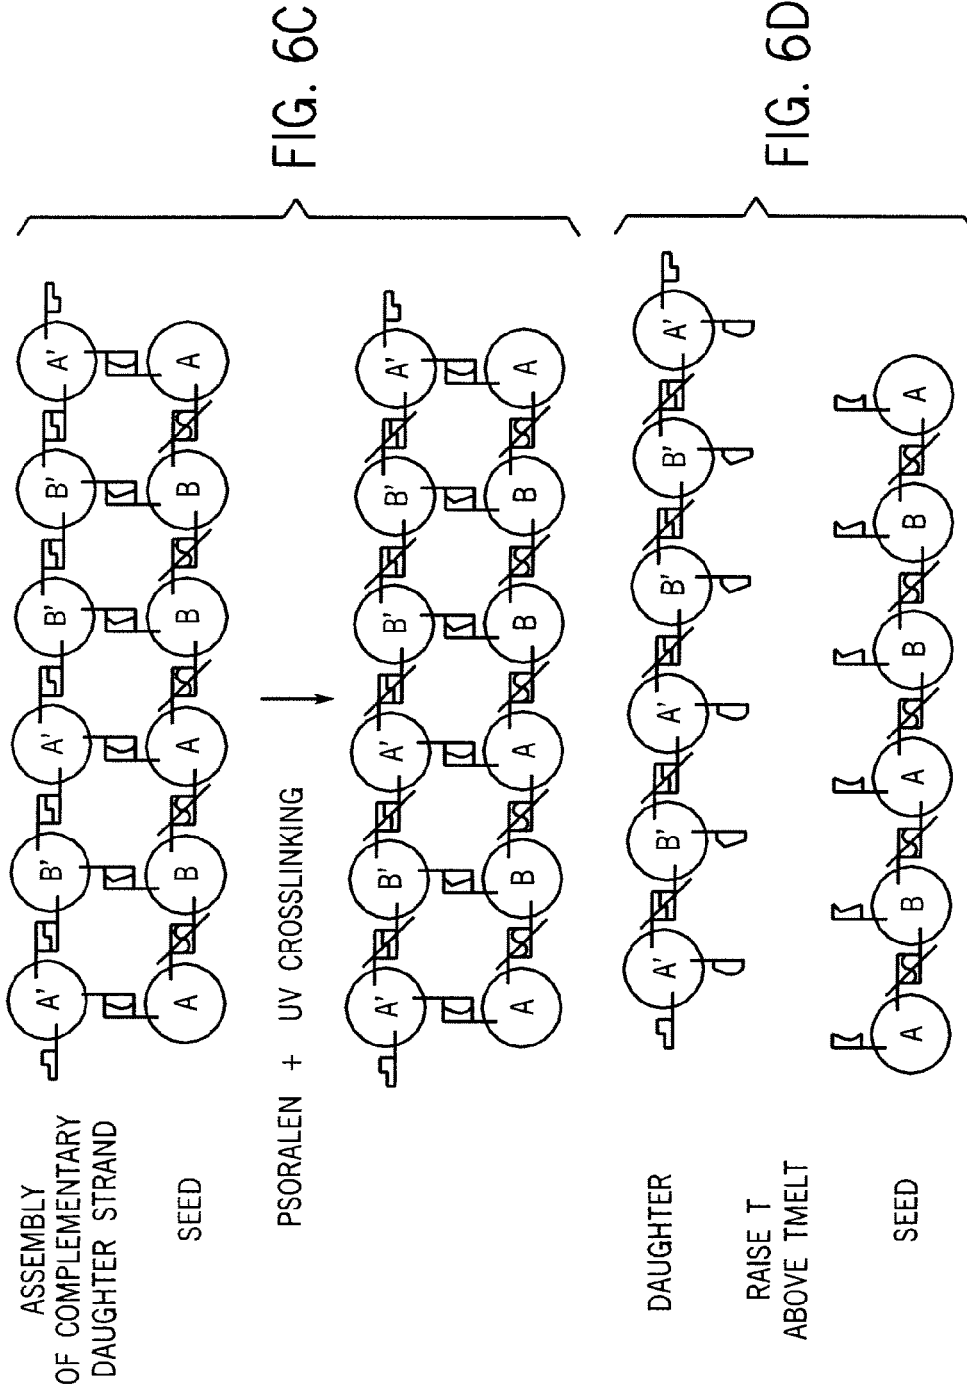 ASSEMBLY
OF COMPLEMENTARY
DAUGHTER STRAND
A' B' A' B' B' A'
SEED
A B A B B A
PSORALEN + UV CROSSLINKING
A' B' A' B' B' A'
A B A B B A
FIG. 6C
DAUGHTER
A' B' A' B' B' A'
RAISE T
ABOVE TMELT
SEED
A B A B B A
FIG. 6D